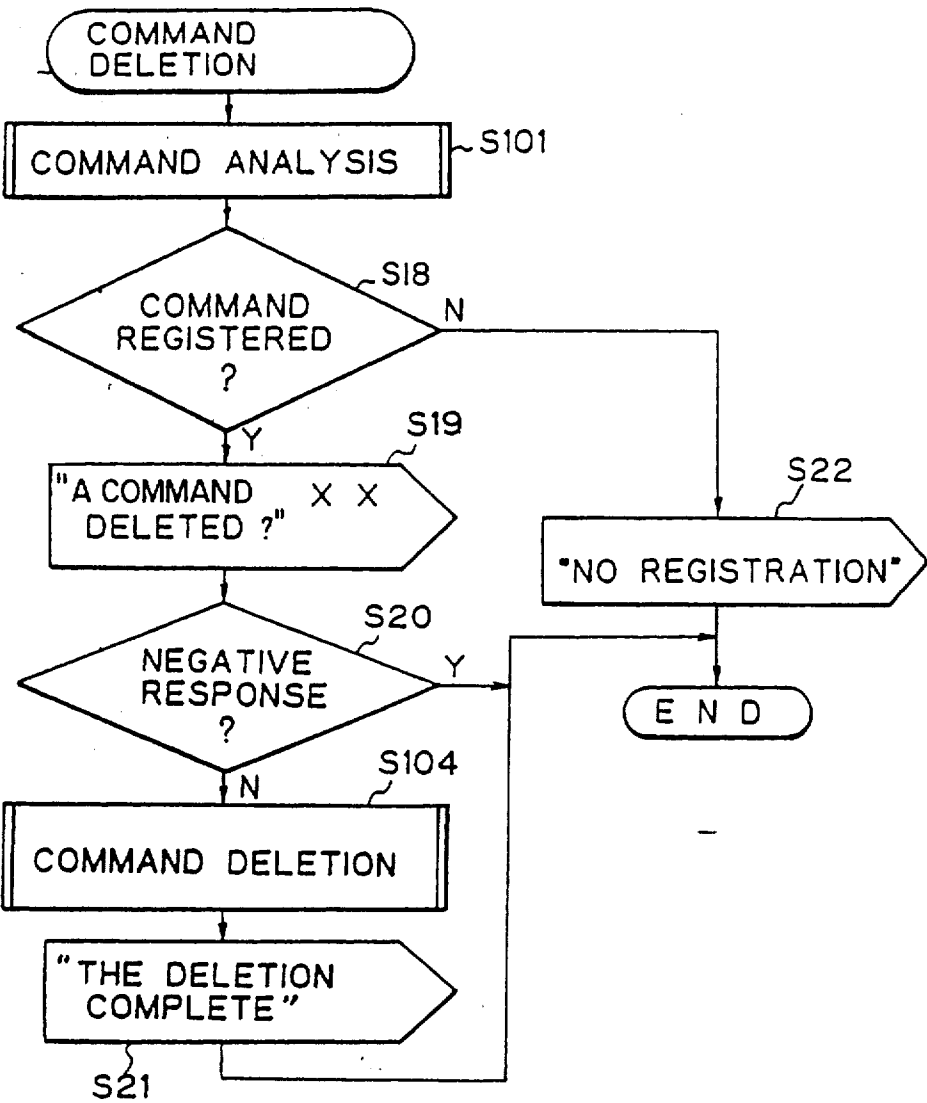 COMMAND
DELETION
COMMAND ANALYSIS
S101
S18
COMMAND
REGISTERED
?
N
Y
S19
"A COMMAND X X
DELETED ?"
S22
"NO REGISTRATION"
S20
NEGATIVE
RESPONSE
?
Y
END
N
S104
COMMAND DELETION
"THE DELETION
COMPLETE"
S21